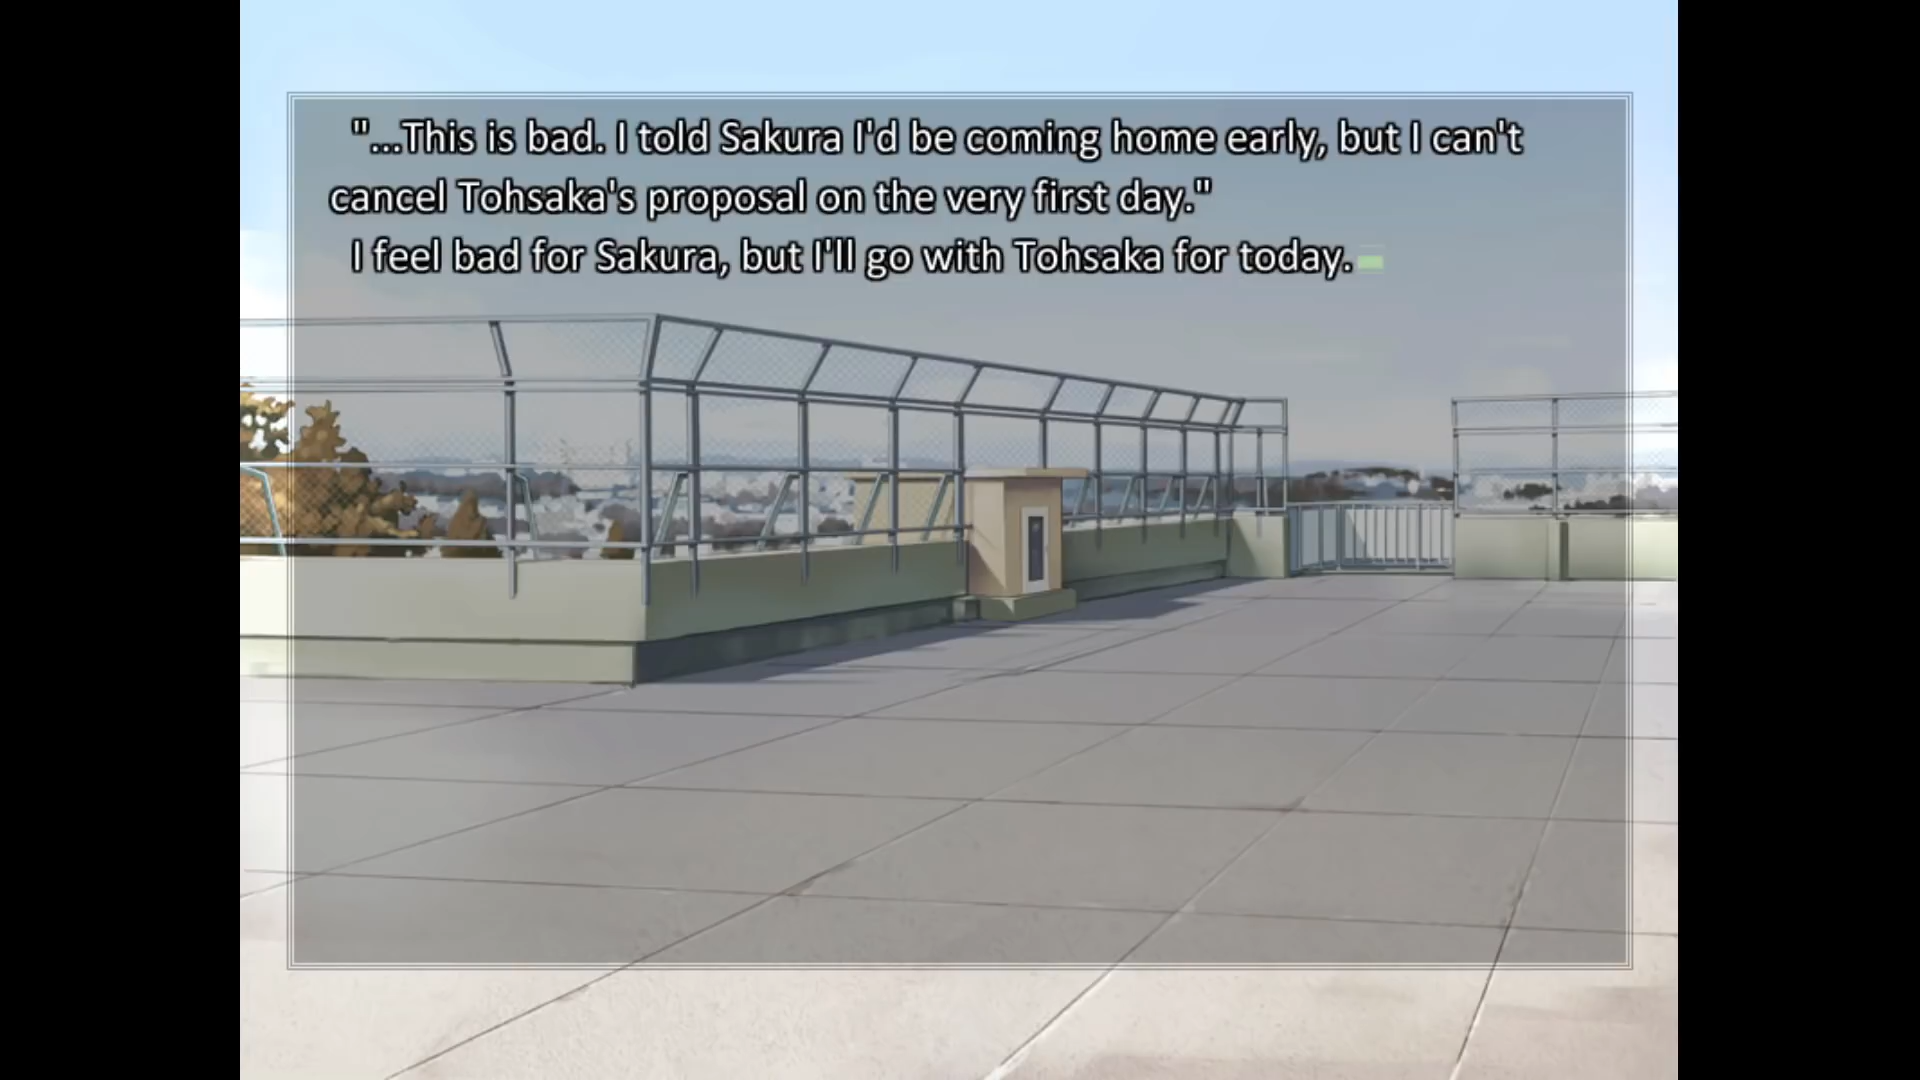 "...This is bad. I told Sakura I'd be coming home early, but I can't
cancel Tohsaka's proposal on the very first day."
I feel bad for Sakura, but I'll go with Tohsaka for today.